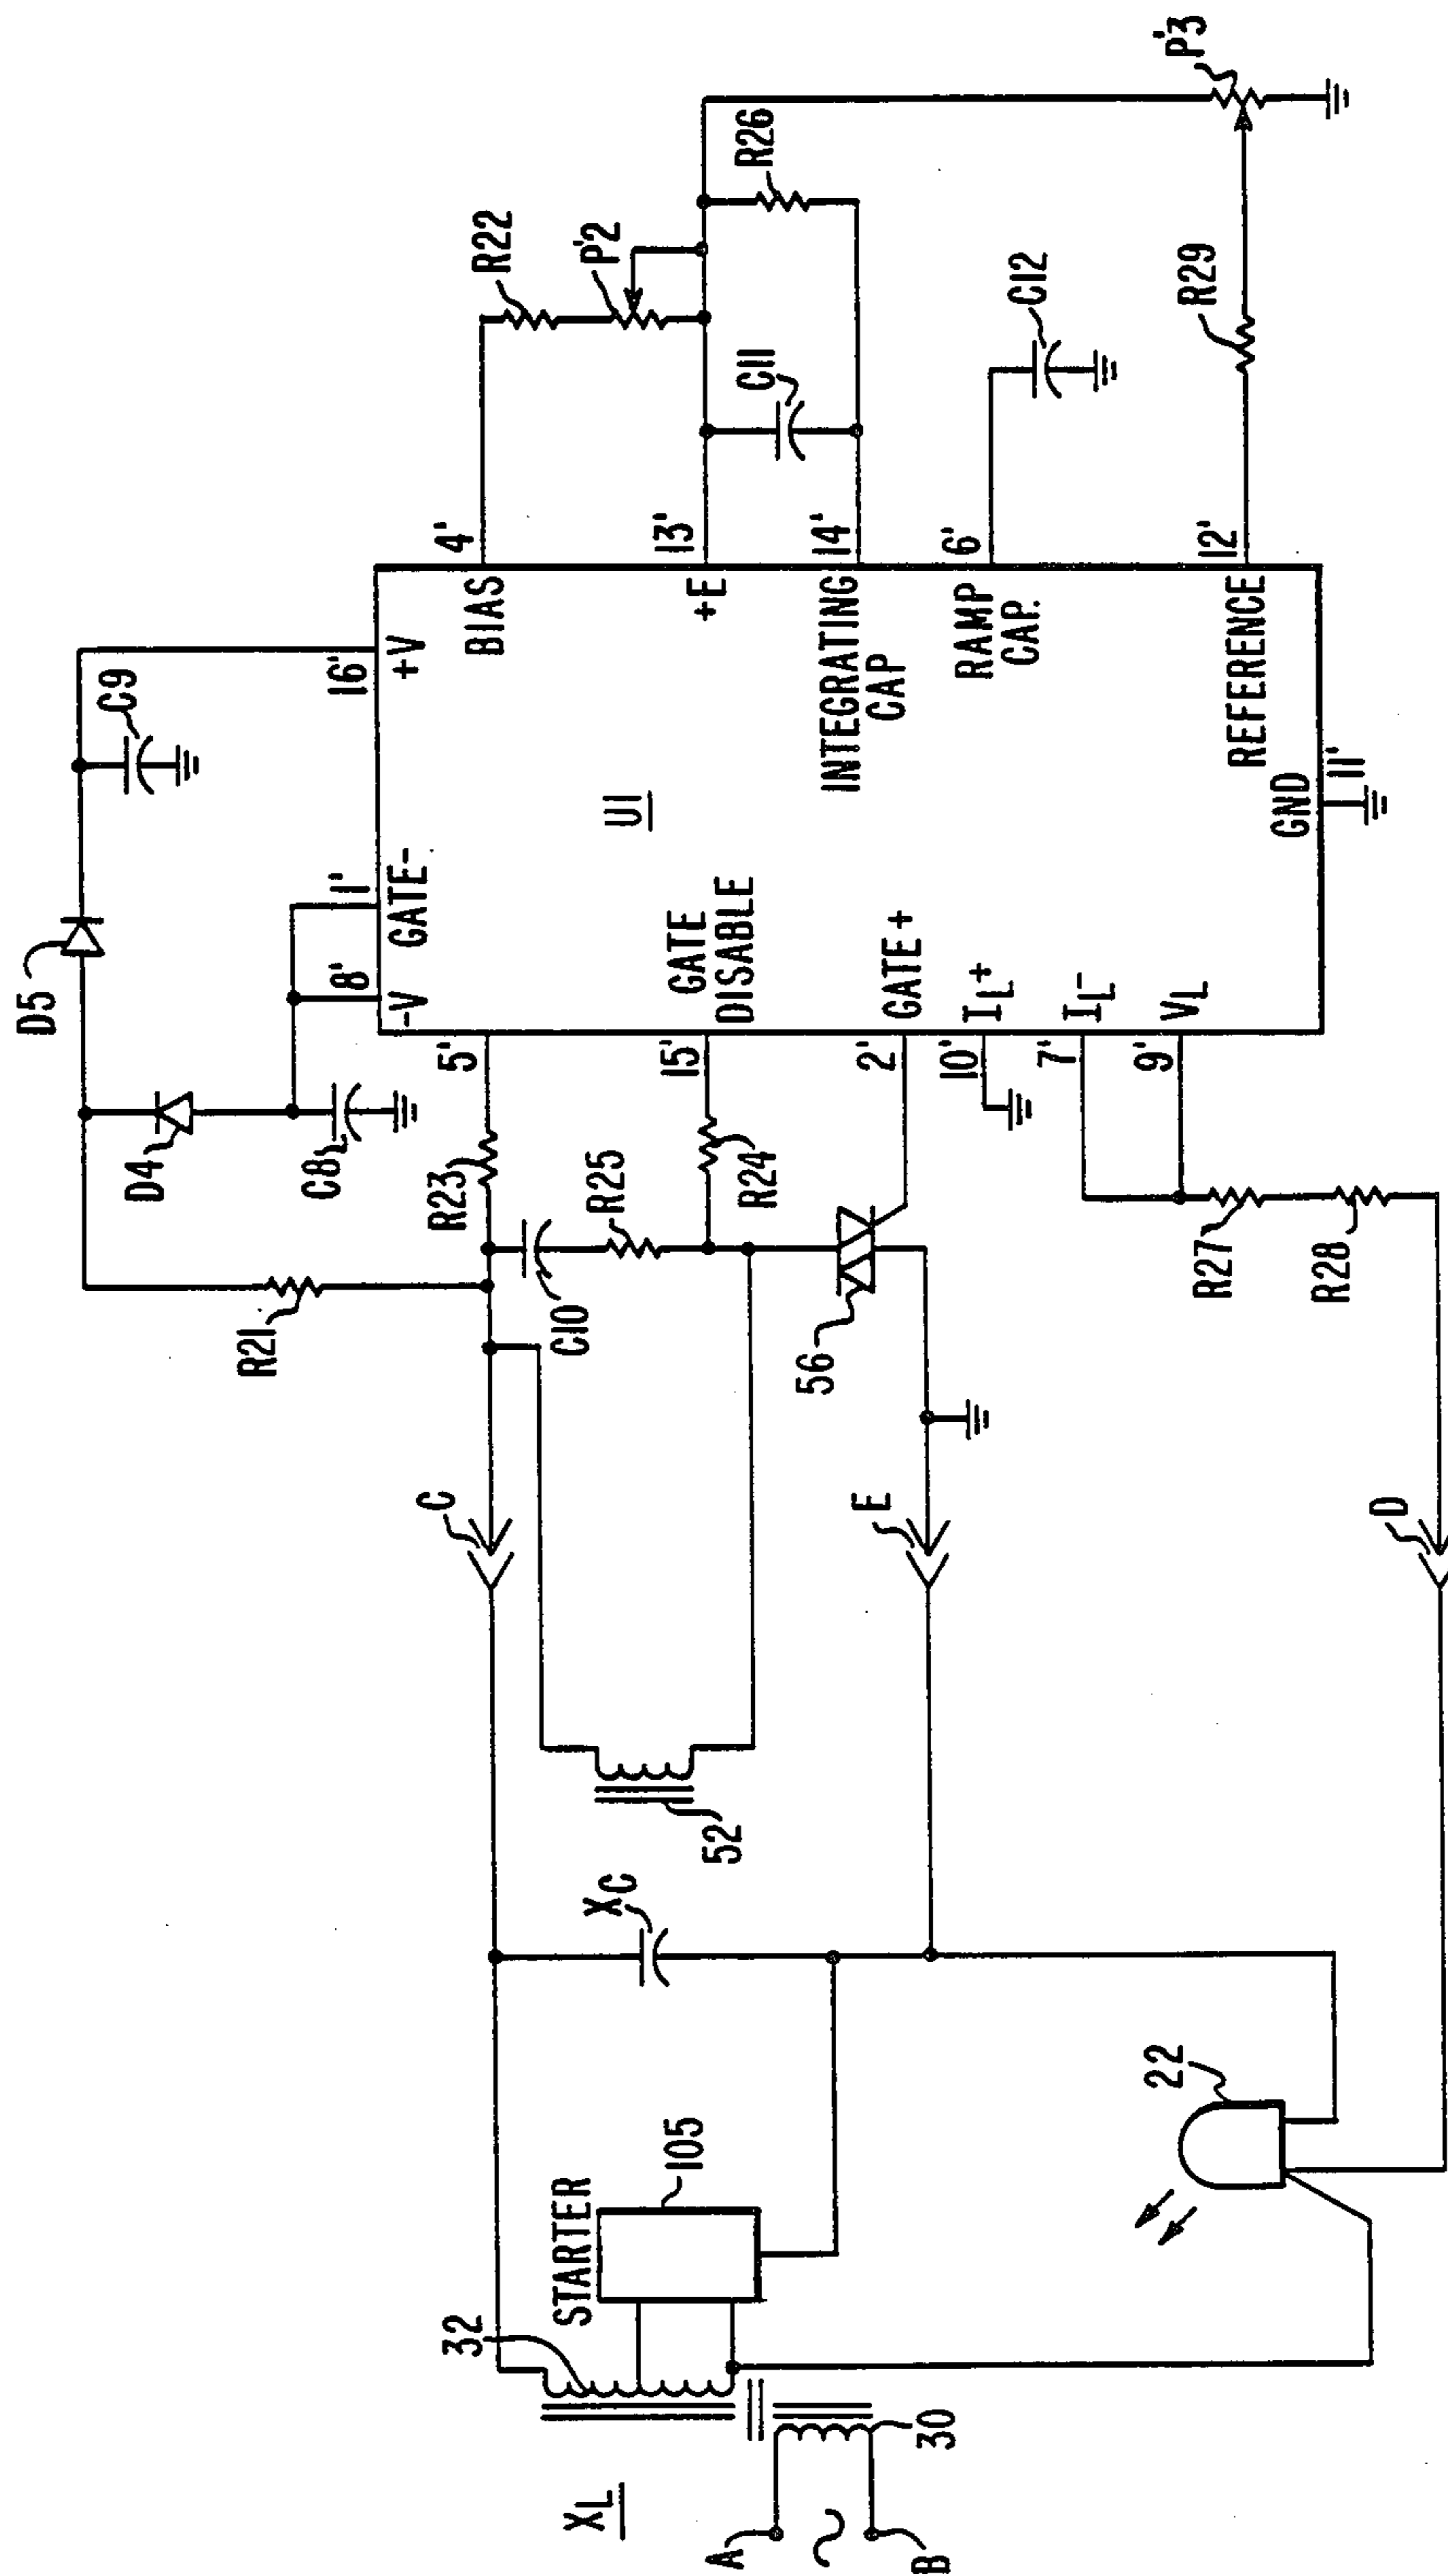 D5
D4
C8
C9
R21
R23
R25
C10
R24
56
R27
R28
16'
+V
1'
GATE-
8'
-V
5'
15'
GATE
DISABLE
2'
GATE+
10'
IL+
7'
IL-
9'
VL
U1
4'
BIAS
13'
+E
14'
INTEGRATING
CAP
6'
RAMP
CAP.
12'
REFERENCE
GND
11'
R22
P'2
R26
C11
C12
R29
P'3
C
E
D
52
XC
STARTER
105
32
22
30
XL
A
B